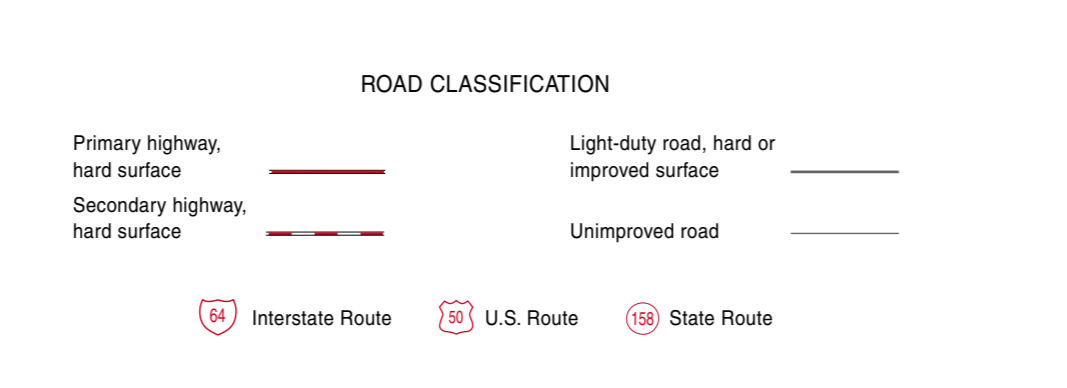 ROAD CLASSIFICATION
Primary highway,
hard surface
Secondary highway,
hard surface
Light-duty road, hard or
improved surface
Unimproved road
64 Interstate Route
50 U.S. Route
158 State Route